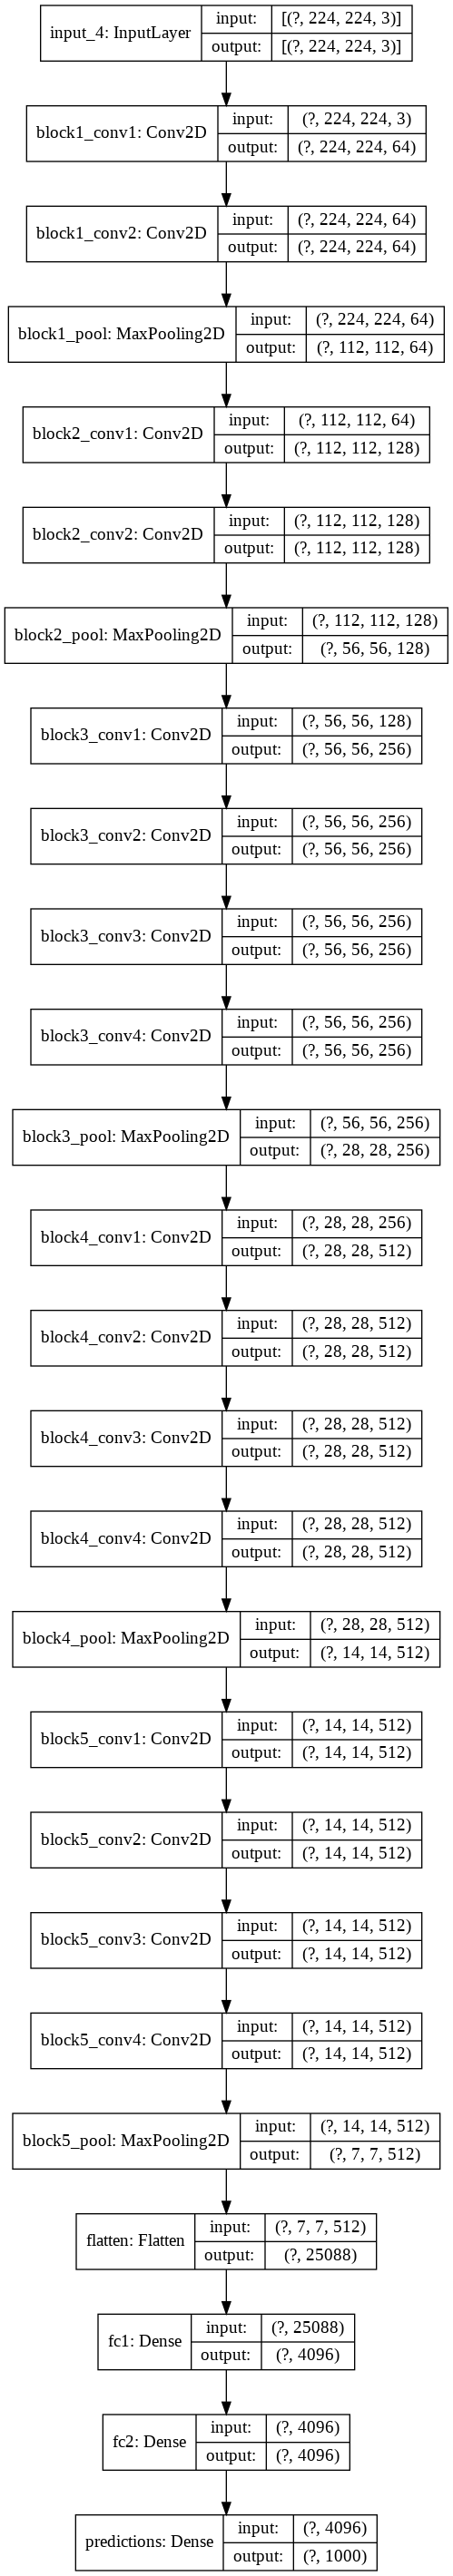 input_4: InputLayer input: [(?, 224, 224, 3)]
output: [(?, 224, 224, 3)]
block1_conv1: Conv2D input: (?, 224, 224, 3)
output: (?, 224, 224, 64)
block1_conv2: Conv2D input: (?, 224, 224, 64)
output: (?, 224, 224, 64)
block1_pool: MaxPooling2D input: (?, 224, 224, 64)
output: (?, 112, 112, 64)
block2_conv1: Conv2D input: (?, 112, 112, 64)
output: (?, 112, 112, 128)
block2_conv2: Conv2D input: (?, 112, 112, 128)
output: (?, 112, 112, 128)
block2_pool: MaxPooling2D input: (?, 112, 112, 128)
output: (?, 56, 56, 128)
block3_conv1: Conv2D input: (?, 56, 56, 128)
output: (?, 56, 56, 256)
block3_conv2: Conv2D input: (?, 56, 56, 256)
output: (?, 56, 56, 256)
block3_conv3: Conv2D input: (?, 56, 56, 256)
output: (?, 56, 56, 256)
block3_conv4: Conv2D input: (?, 56, 56, 256)
output: (?, 56, 56, 256)
block3_pool: MaxPooling2D input: (?, 56, 56, 256)
output: (?, 28, 28, 256)
block4_conv1: Conv2D input: (?, 28, 28, 256)
output: (?, 28, 28, 512)
block4_conv2: Conv2D input: (?, 28, 28, 512)
output: (?, 28, 28, 512)
block4_conv3: Conv2D input: (?, 28, 28, 512)
output: (?, 28, 28, 512)
block4_conv4: Conv2D input: (?, 28, 28, 512)
output: (?, 28, 28, 512)
block4_pool: MaxPooling2D input: (?, 28, 28, 512)
output: (?, 14, 14, 512)
block5_conv1: Conv2D input: (?, 14, 14, 512)
output: (?, 14, 14, 512)
block5_conv2: Conv2D input: (?, 14, 14, 512)
output: (?, 14, 14, 512)
block5_conv3: Conv2D input: (?, 14, 14, 512)
output: (?, 14, 14, 512)
block5_conv4: Conv2D input: (?, 14, 14, 512)
output: (?, 14, 14, 512)
block5_pool: MaxPooling2D input: (?, 14, 14, 512)
output: (?, 7, 7, 512)
flatten: Flatten input: (?, 7, 7, 512)
output: (?, 25088)
fc1: Dense input: (?, 25088)
output: (?, 4096)
fc2: Dense input: (?, 4096)
output: (?, 4096)
predictions: Dense input: (?, 4096)
output: (?, 1000)